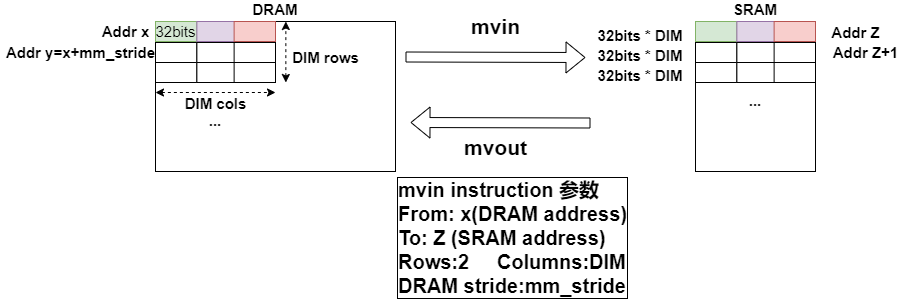 DRAM
SRAM
Addr x
32bits
Addr y=x+mm_stride
DIM rows
DIM cols
...
mvin
mvout
32bits * DIM
32bits * DIM
32bits * DIM
Addr Z
Addr Z+1
...
mvin instruction 参数
From: x(DRAM address)
To: Z (SRAM address)
Rows:2 Columns:DIM
DRAM stride:mm_stride